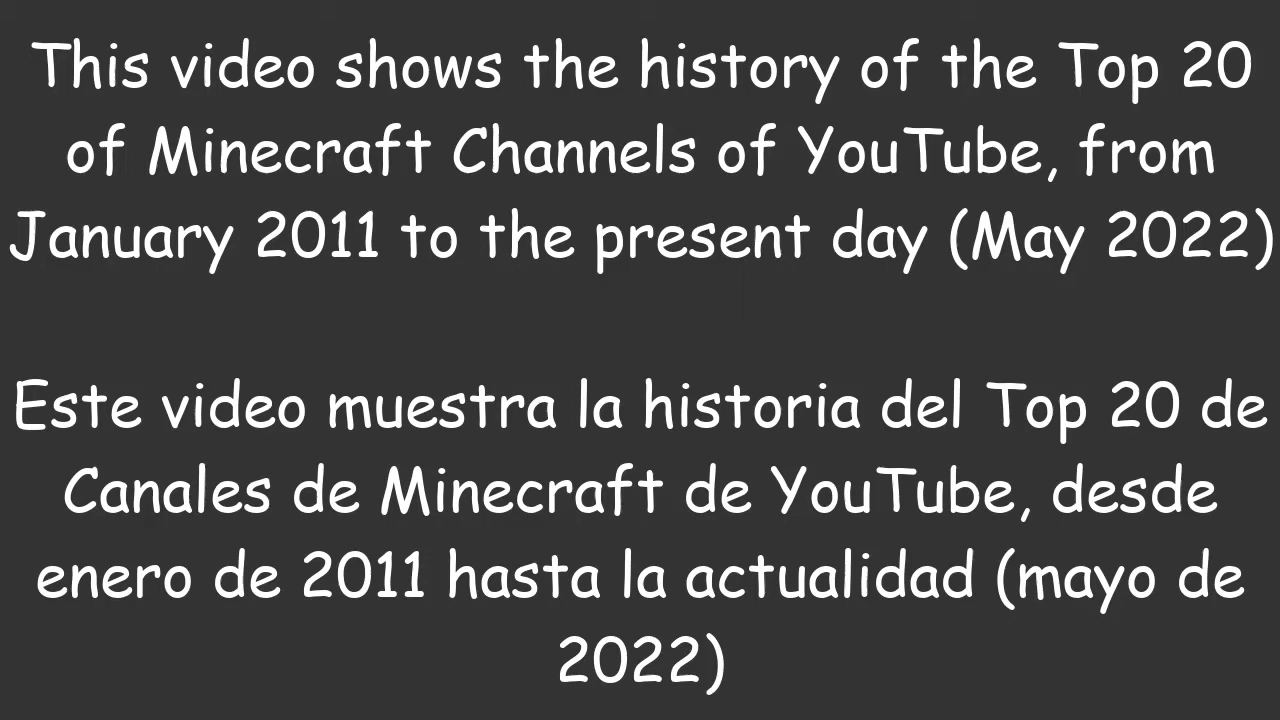 This video shows the history of the Top 20
of Minecraft Channels of YouTube, from
January 2011 to the present day (May 2022)
Este video muestra la historia del Top 20 de
Canales de Minecraft de YouTube, desde
enero de 2011 hasta la actualidad (mayo de
2022)